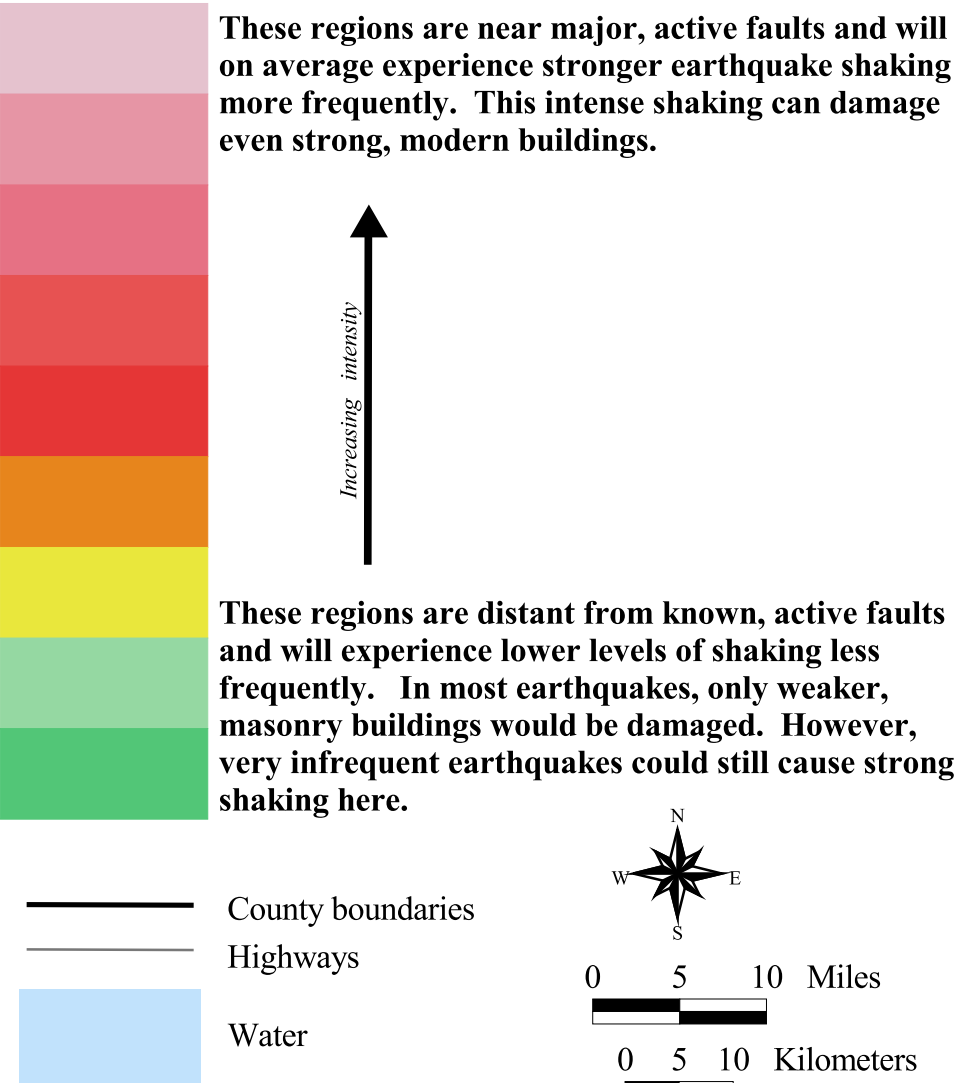 These regions are near major, active faults and will
on average experience stronger earthquake shaking
more frequently.  This intense shaking can damage
even strong, modern buildings.
Increasing intensity
These regions are distant from known, active faults
and will experience lower levels of shaking less
frequently.   In most earthquakes, only weaker,
masonry buildings would be damaged.  However,
very infrequent earthquakes could still cause strong
shaking here.
N
W E
S
County boundaries
Highways
Water
0 5 10 Miles
0 5 10 Kilometers